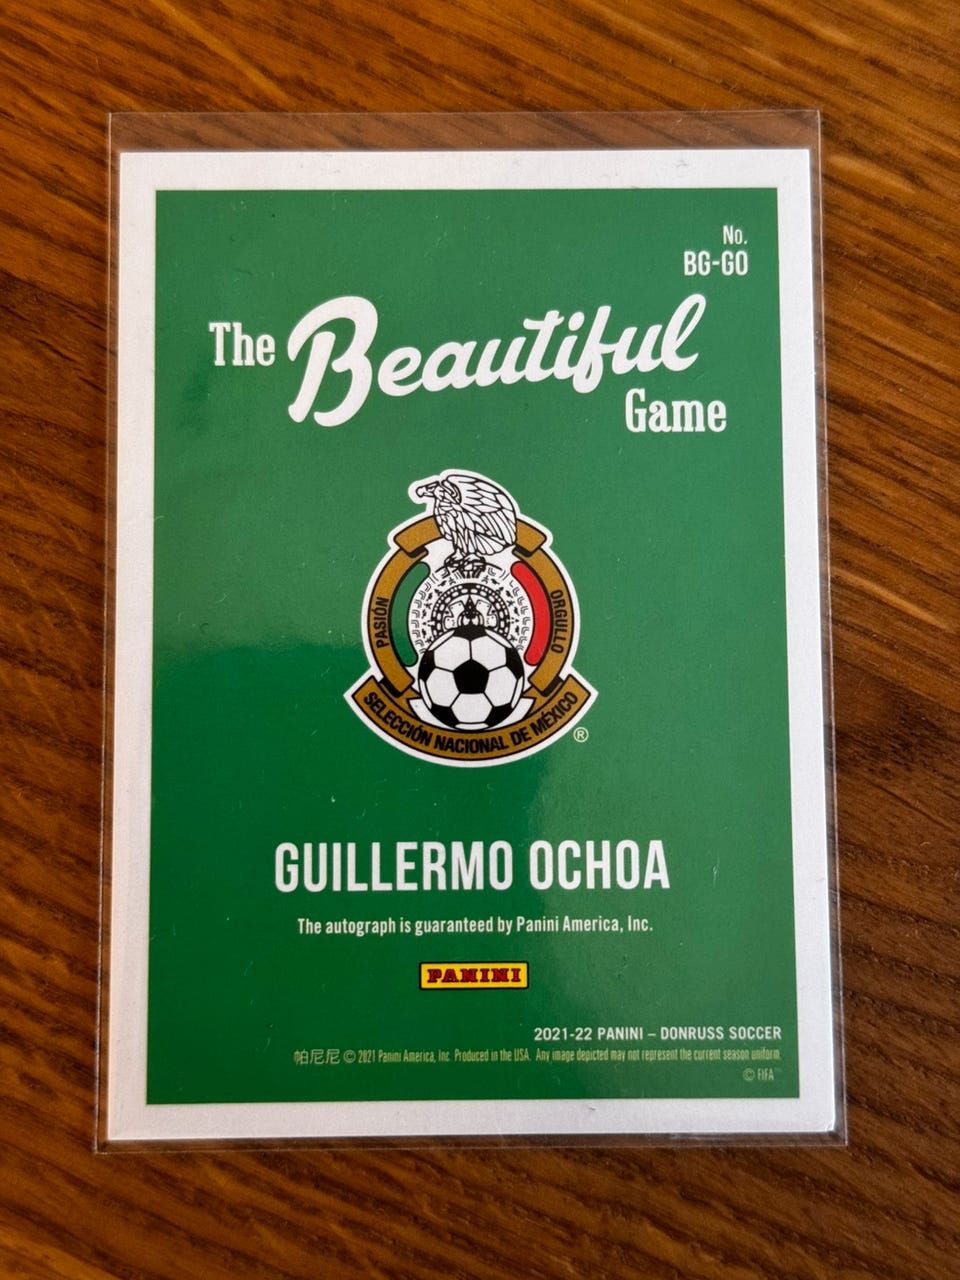 No.
BG-GO
The Beautiful
Game
PASIÓN
ORGULLO
SELECCIÓN NACIONAL DE MÉXICO
®
GUILLERMO OCHOA
The autograph is guaranteed by Panini America, Inc.
PANINI
2021-22 PANINI – DONRUSS SOCCER
帕尼尼 © 2021 Panini America, Inc. Produced in the USA. Any image depicted may not represent the current season uniform.
© FIFA™